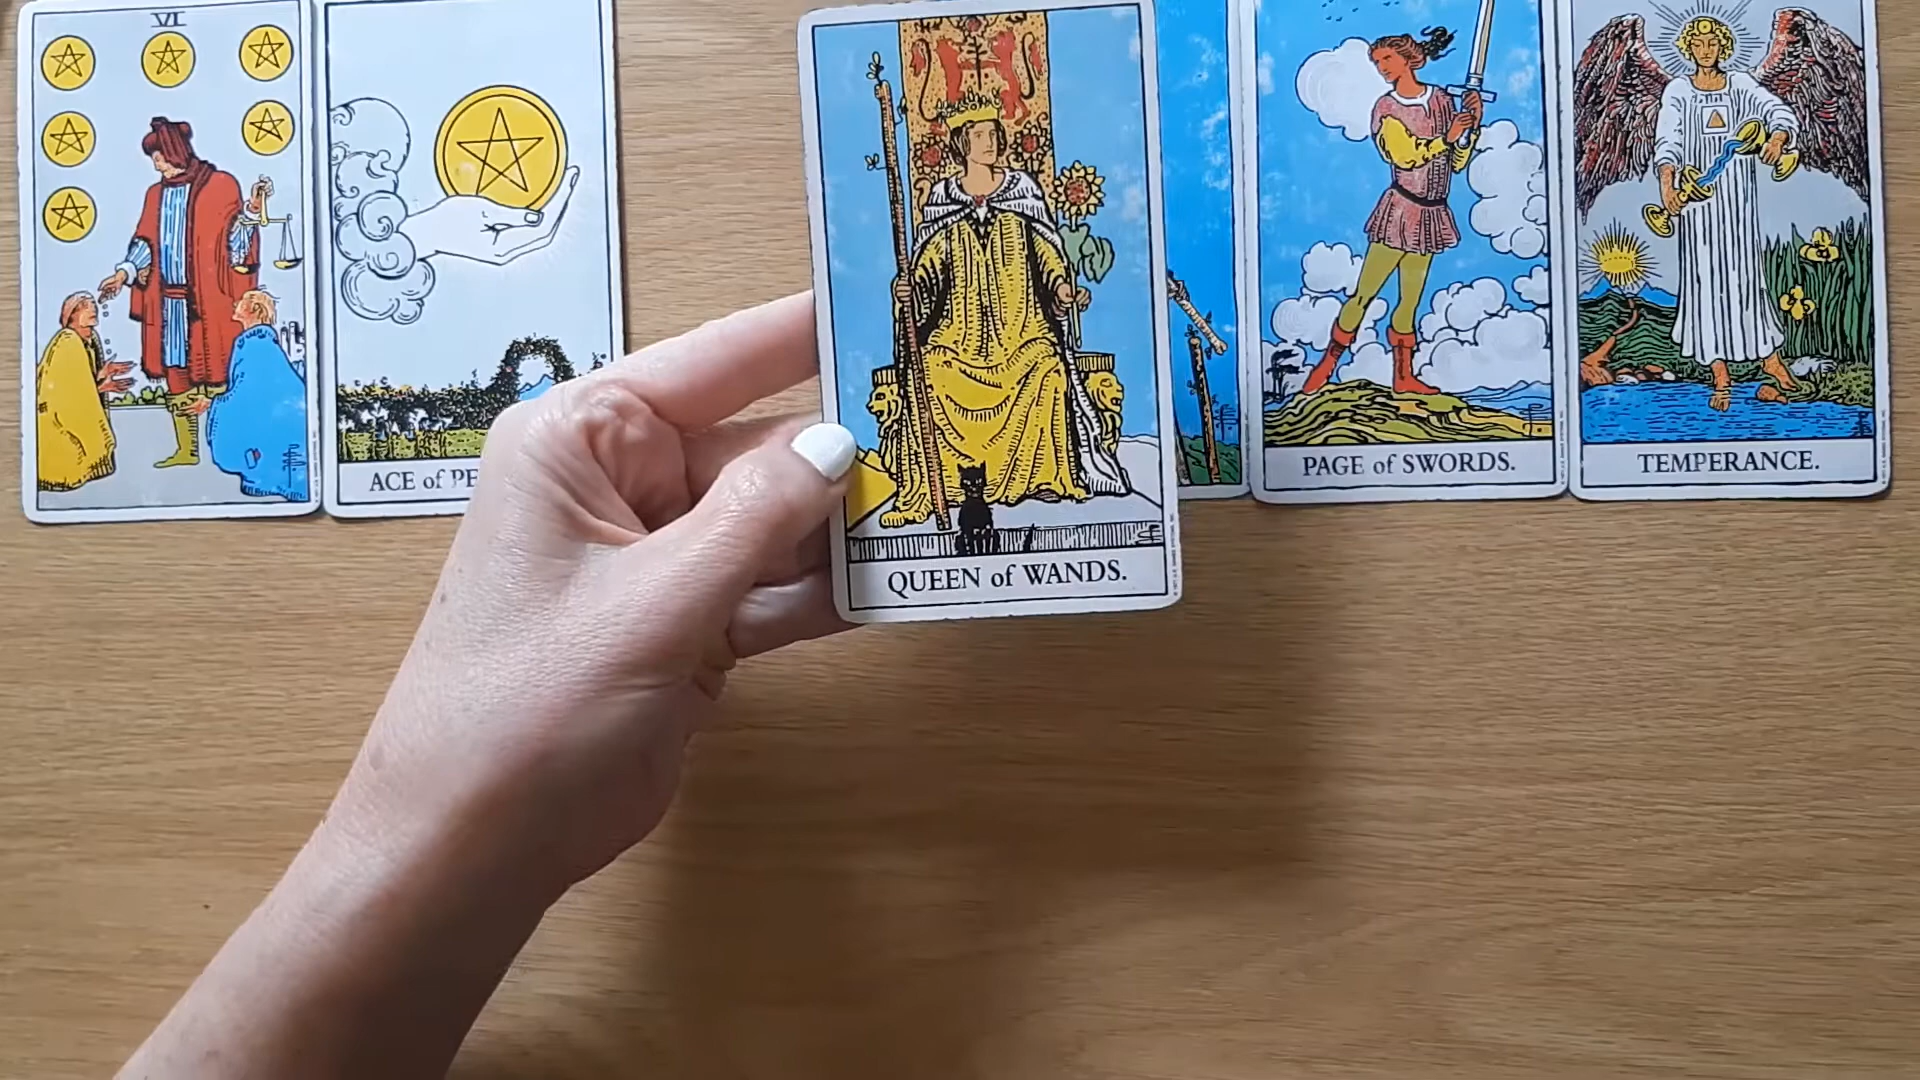 VI
ACE of PE
QUEEN of WANDS.
PAGE of SWORDS.
TEMPERANCE.